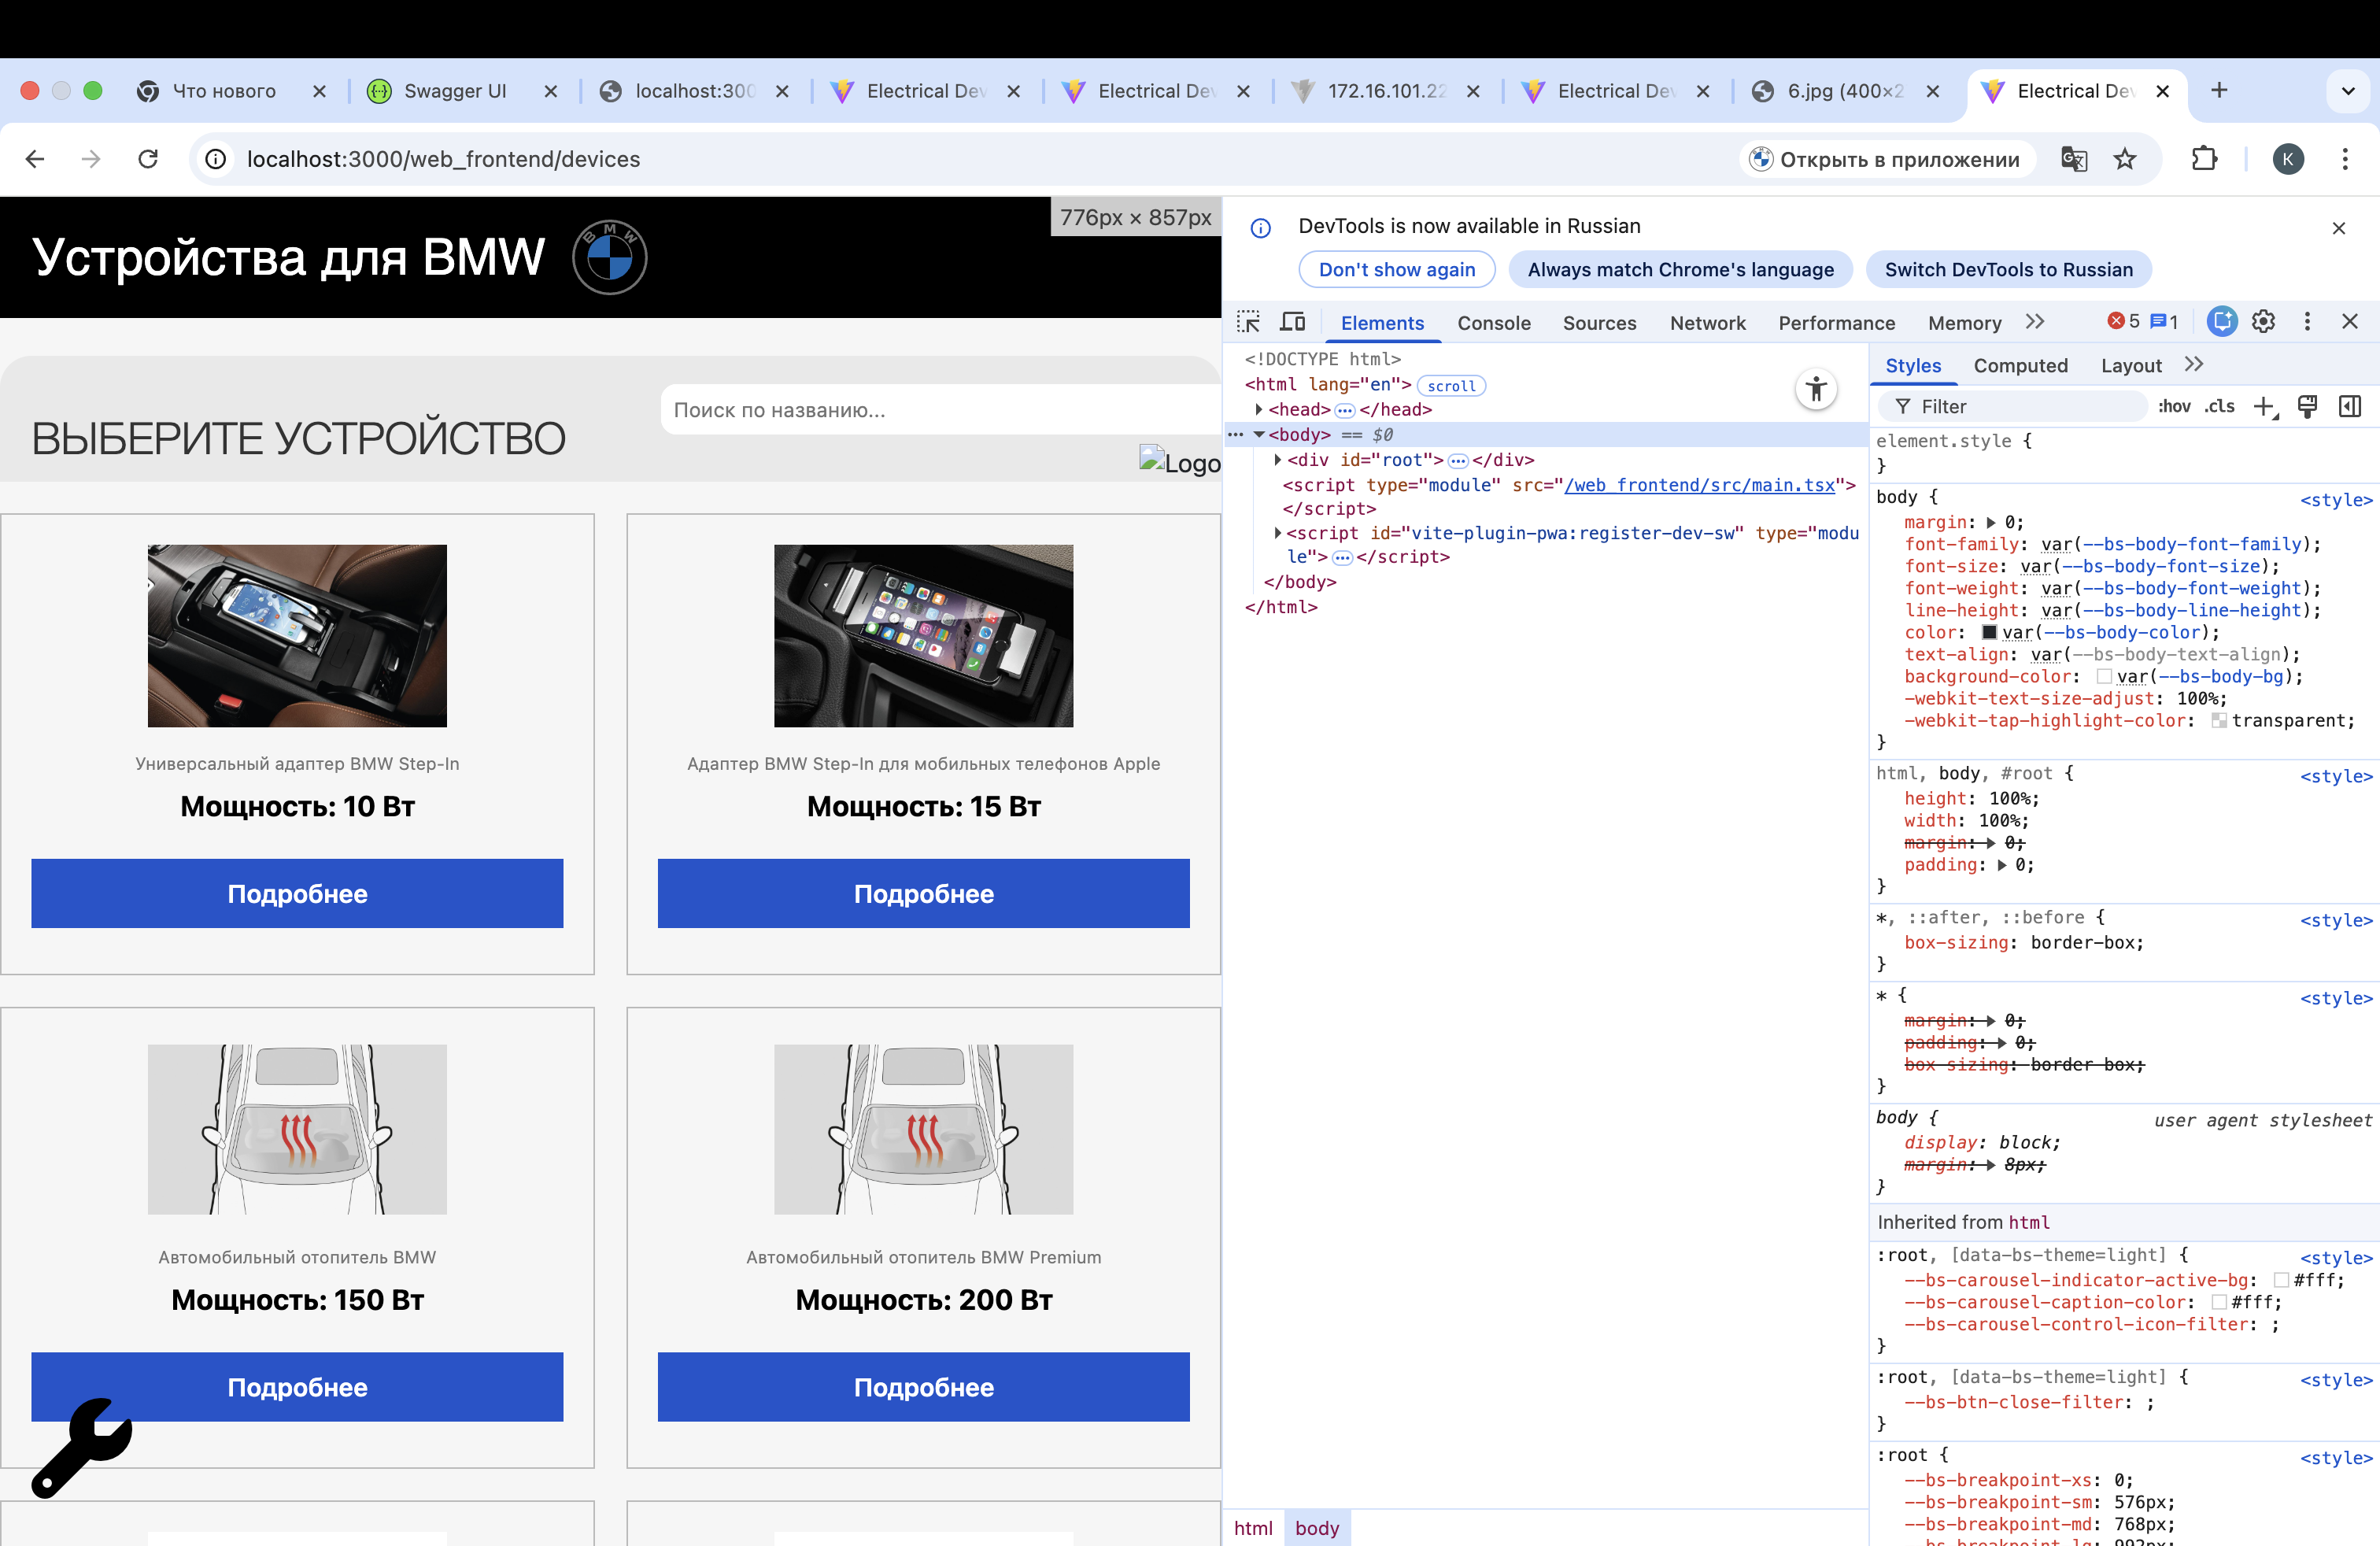 Что нового
Swagger UI
localhost:300
Electrical Dev
Electrical Dev
172.16.101.22
Electrical Dev
6.jpg (400×2
Electrical Dev
localhost:3000/web_frontend/devices
Открыть в приложении
K
Устройства для BMW
BMW
776px × 857px
ВЫБЕРИТЕ УСТРОЙСТВО
Поиск по названию...
Logo
Универсальный адаптер BMW Step-In
Мощность: 10 Вт
Подробнее
Адаптер BMW Step-In для мобильных телефонов Apple
Мощность: 15 Вт
Подробнее
Автомобильный отопитель BMW
Мощность: 150 Вт
Подробнее
Автомобильный отопитель BMW Premium
Мощность: 200 Вт
Подробнее
DevTools is now available in Russian
Don't show again
Always match Chrome's language
Switch DevTools to Russian
Elements
Console
Sources
Network
Performance
Memory
5
1
<!DOCTYPE html>
<html lang="en"> scroll
<head> ••• </head>
••• <body> == $0
<div id="root"> ••• </div>
<script type="module" src="/web_frontend/src/main.tsx">
</script>
<script id="vite-plugin-pwa:register-dev-sw" type="modu
le"> ••• </script>
</body>
</html>
html body
Styles
Computed
Layout
Filter
:hov .cls
element.style {
}
body { <style>
margin: 0;
font-family: var(--bs-body-font-family);
font-size: var(--bs-body-font-size);
font-weight: var(--bs-body-font-weight);
line-height: var(--bs-body-line-height);
color: var(--bs-body-color);
text-align: var(--bs-body-text-align);
background-color: var(--bs-body-bg);
-webkit-text-size-adjust: 100%;
-webkit-tap-highlight-color: transparent;
}
html, body, #root { <style>
height: 100%;
width: 100%;
margin: 0;
padding: 0;
}
*, ::after, ::before { <style>
box-sizing: border-box;
}
* { <style>
margin: 0;
padding: 0;
box-sizing: border-box;
}
body { user agent stylesheet
display: block;
margin: 8px;
}
Inherited from html
:root, [data-bs-theme=light] { <style>
--bs-carousel-indicator-active-bg: #fff;
--bs-carousel-caption-color: #fff;
--bs-carousel-control-icon-filter: ;
}
:root, [data-bs-theme=light] { <style>
--bs-btn-close-filter: ;
}
:root { <style>
--bs-breakpoint-xs: 0;
--bs-breakpoint-sm: 576px;
--bs-breakpoint-md: 768px;
--bs-breakpoint-lg: 992px;